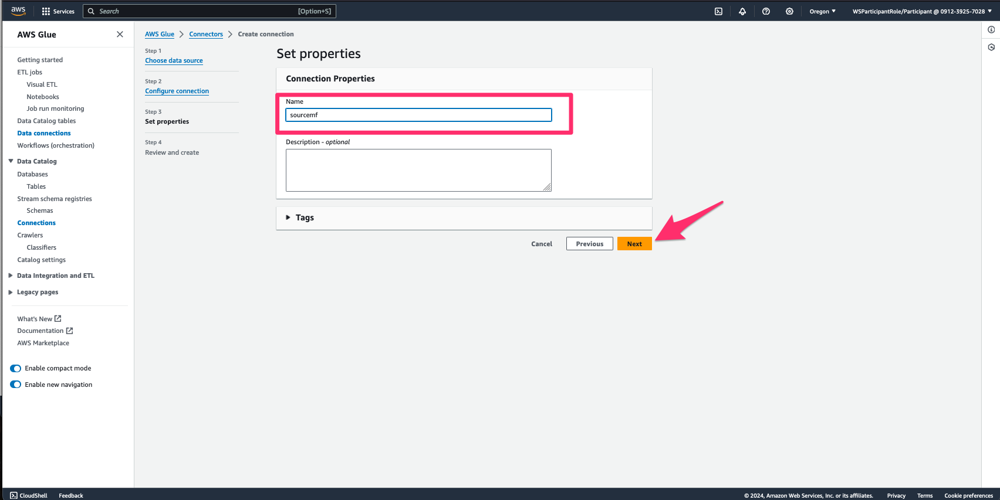 aws Services Search [Option+S] Oregon WSParticipantRole/Participant @ 0912-3925-7028
AWS Glue
Getting started
ETL jobs
Visual ETL
Notebooks
Job run monitoring
Data Catalog tables
Data connections
Workflows (orchestration)
Data Catalog
Databases
Tables
Stream schema registries
Schemas
Connections
Crawlers
Classifiers
Catalog settings
Data Integration and ETL
Legacy pages
What's New
Documentation
AWS Marketplace
Enable compact mode
Enable new navigation
AWS Glue Connectors Create connection
Step 1
Choose data source
Step 2
Configure connection
Step 3
Set properties
Step 4
Review and create
Set properties
Connection Properties
Name
sourcemf
Description - optional
Tags
Cancel Previous Next
CloudShell Feedback © 2024, Amazon Web Services, Inc. or its affiliates. Privacy Terms Cookie preferences